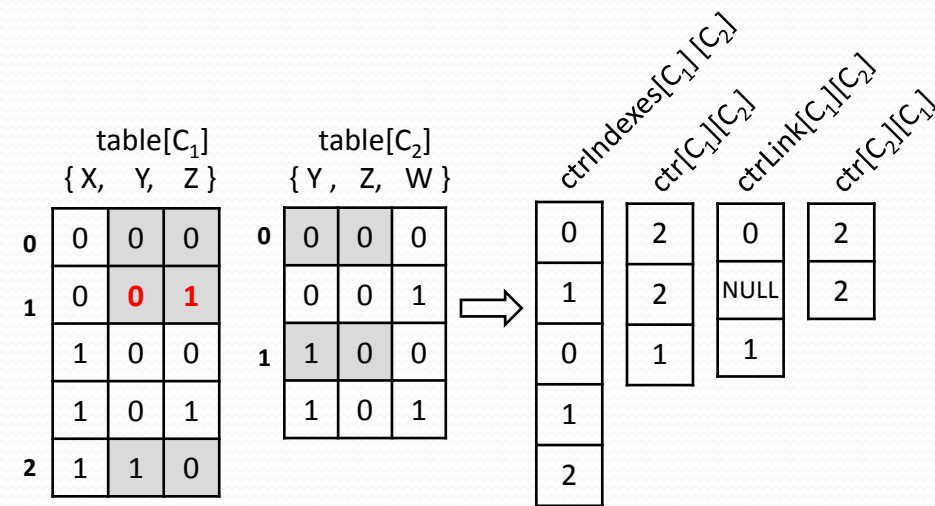 ctrIndexes[C₁] [C₂]
ctr[C₁][C₂]
ctrLink[C₁][C₂]
ctr[C₂][C₁]
table[C₁]
{ X, Y, Z }
0 0 0 0
1 0 0 1
1 0 0
1 0 1
2 1 1 0
table[C₂]
{ Y , Z, W }
0 0 0 0
0 0 1
1 1 0 0
1 0 1
0 2 0 2
1 2 NULL 2
0 1 1
1
2